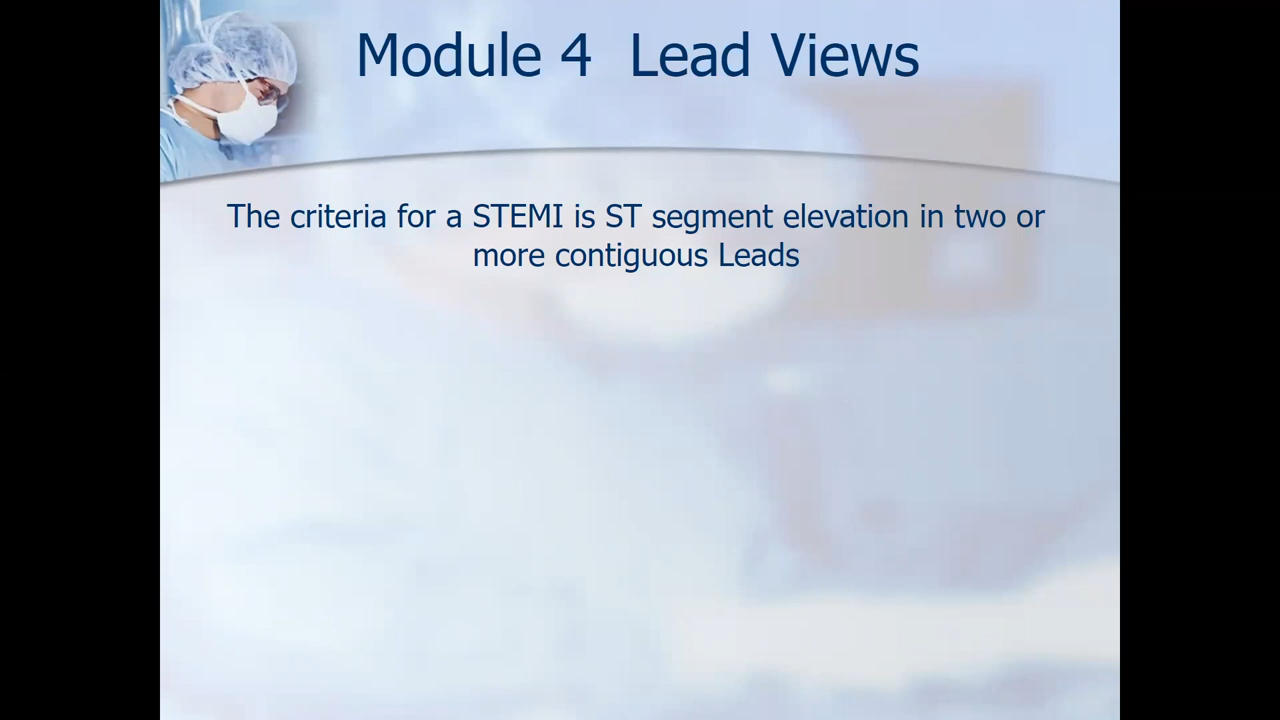 Module 4  Lead Views
The criteria for a STEMI is ST segment elevation in two or
more contiguous Leads